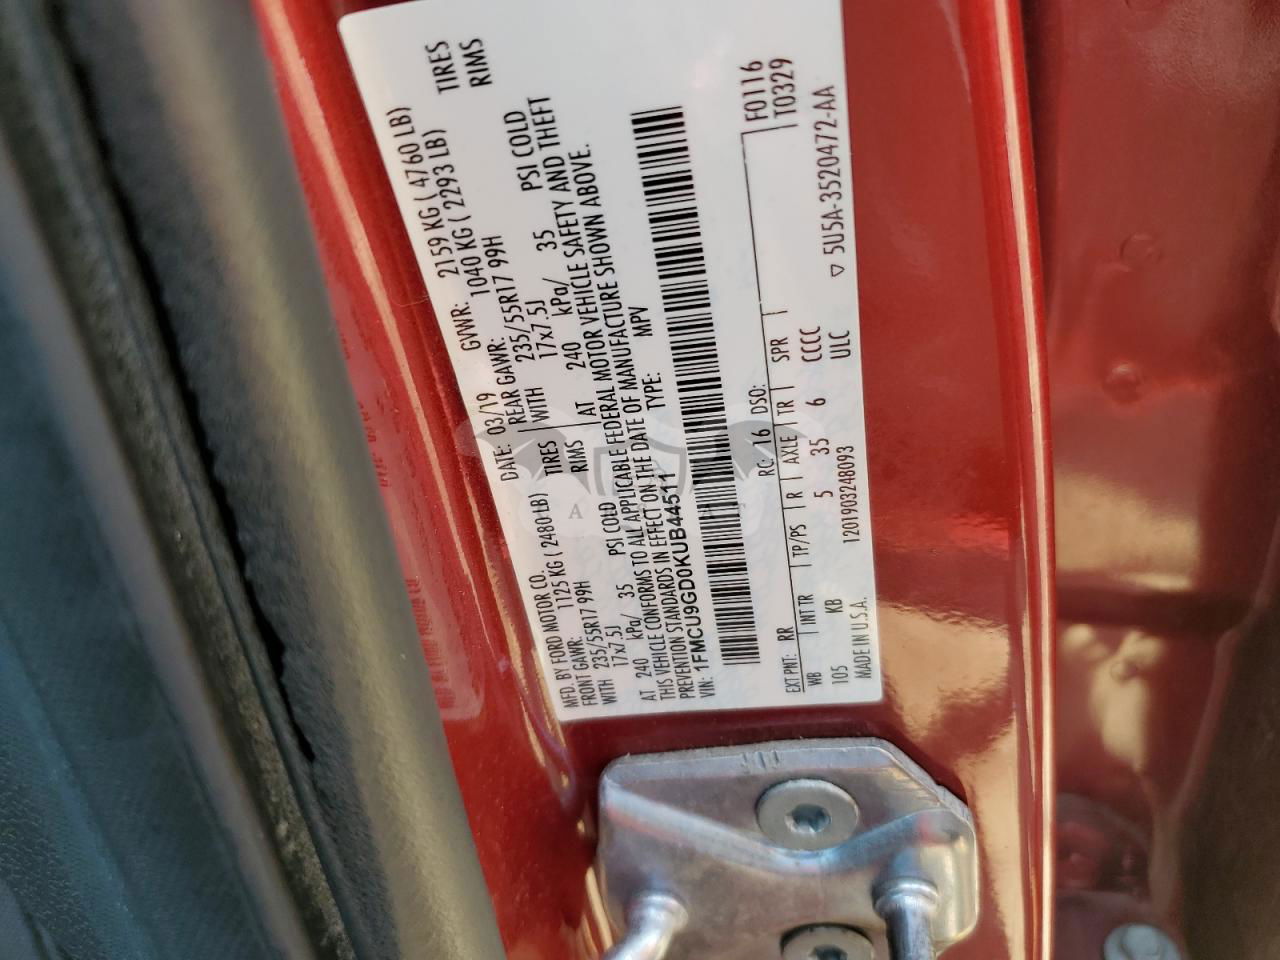 MFD. BY FORD MOTOR CO.
DATE: 03/19 GVWR: 2159 KG ( 4760 LB)
FRONT GAWR: 1125 KG ( 2480 LB) REAR GAWR: 1040 KG ( 2293 LB)
WITH 235/55R17 99H TIRES WITH 235/55R17 99H TIRES
17x7.5J RIMS 17x7.5J RIMS
AT 240 kPa/ 35 PSI COLD AT 240 kPa/ 35 PSI COLD
THIS VEHICLE CONFORMS TO ALL APPLICABLE FEDERAL MOTOR VEHICLE SAFETY AND THEFT
PREVENTION STANDARDS IN EFFECT ON THE DATE OF MANUFACTURE SHOWN ABOVE.
VIN: 1FMCU9GD0KUB44511 TYPE: MPV
F0116
T0329
EXT PNT: RR RC: 16 DSO:
WB INT TR TP/PS R AXLE TR SPR
105 KB 5 35 6 CCCC
MADE IN U.S.A. 1201903248093 ULC
5U5A-3520472-AA